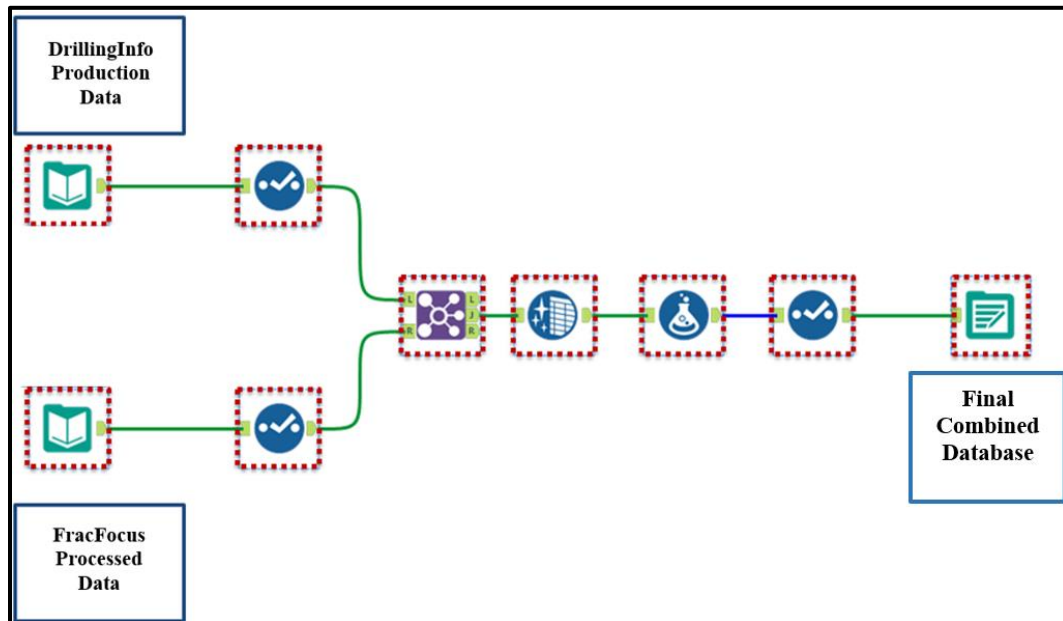 DrillingInfo
Production
Data
L
R
L
J
R
Final
Combined
Database
FracFocus
Processed
Data